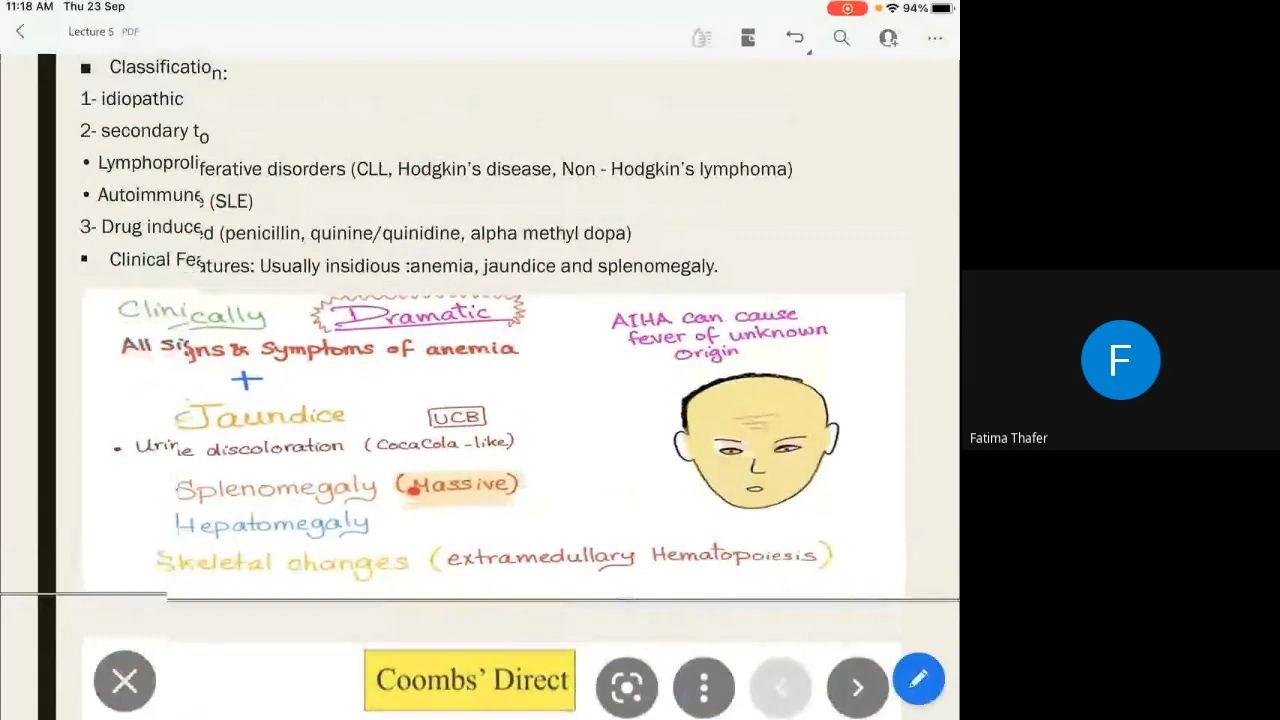 11:18 AM Thu 23 Sep
94%
Lecture 5 PDF
■ Classification:
1- idiopathic
2- secondary to
• Lymphoproliferative disorders (CLL, Hodgkin's disease, Non - Hodgkin's lymphoma)
• Autoimmune (SLE)
3- Drug induced (penicillin, quinine/quinidine, alpha methyl dopa)
▪ Clinical Features: Usually insidious :anemia, jaundice and splenomegaly.
Clinically Dramatic
All signs & Symptoms of anemia
+
Jaundice UCB
• Urine discoloration (CocaCola-like)
Splenomegaly (Massive)
Hepatomegaly
Skeletal changes (extramedullary Hematopoiesis)
AIHA can cause
fever of unknown
Origin
Coombs' Direct
F
Fatima Thafer